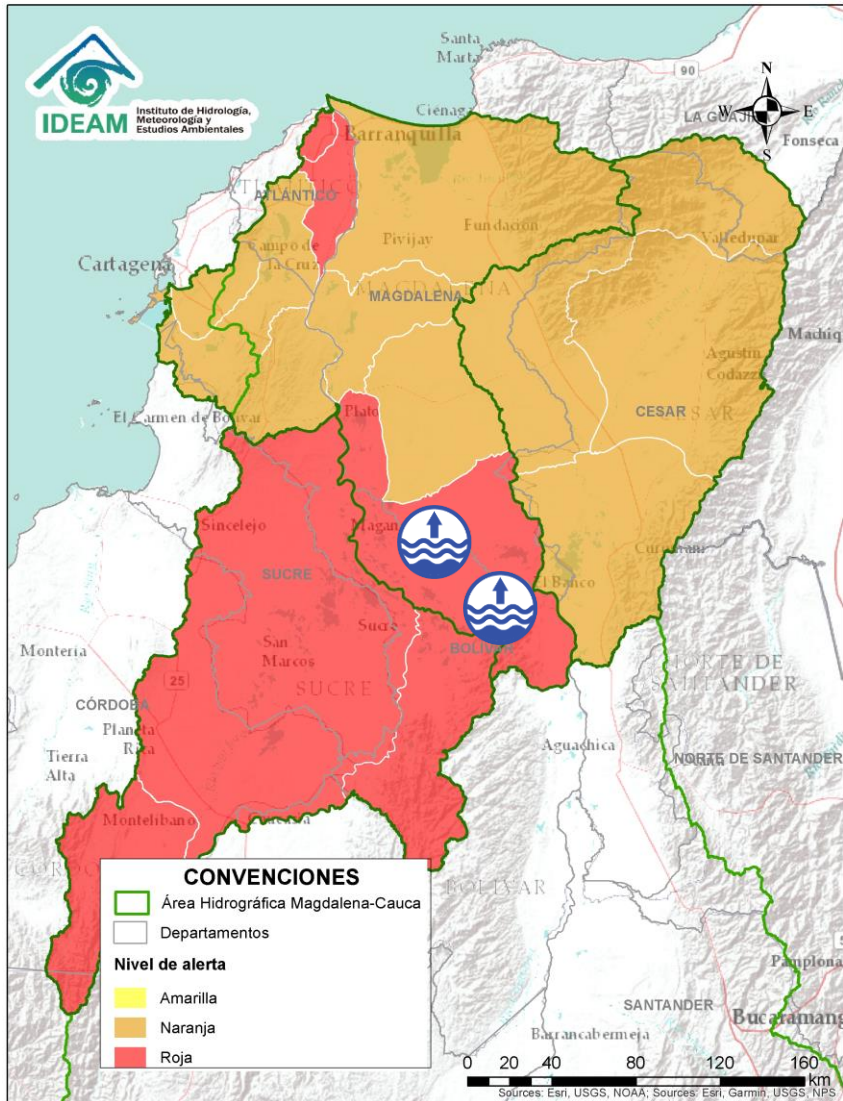 IDEAM
Instituto de Hidrología,
Meteorología y
Estudios Ambientales
Santa
Marta
90
N
W
E
S
LA GUAJI
Ciénaga
Fonseca
Barranquilla
ATLÁNTICO
Fundación
Valledupar
Campo de
la Cruz
Pivijay
Cartagena
MAGDALENA
MAGDALENA
Machiq
Agustín
Codazzi
CESAR
CESAR
Plato
El Carmen de Bolívar
Sincelejo
Magan
SUCRE
El Banco
Sucre
BOLÍVAR
Montería
San
Marcos
25
SUCRE
NORTE DE
SANTANDER
CÓRDOBA
Planeta
Rica
Aguachica
NORTE DE SANTANDER
Tierra
Alta
Montelíbano
BOLÍVAR
CONVENCIONES
Área Hidrográfica Magdalena-Cauca
Departamentos
Nivel de alerta
Amarilla
Naranja
Roja
Pamplona
SANTANDER
Bucaramang
Barrancabermeja
0 20 40 80 120 160
km
Sources: Esri, USGS, NOAA; Sources: Esri, Garmin, USGS, NPS